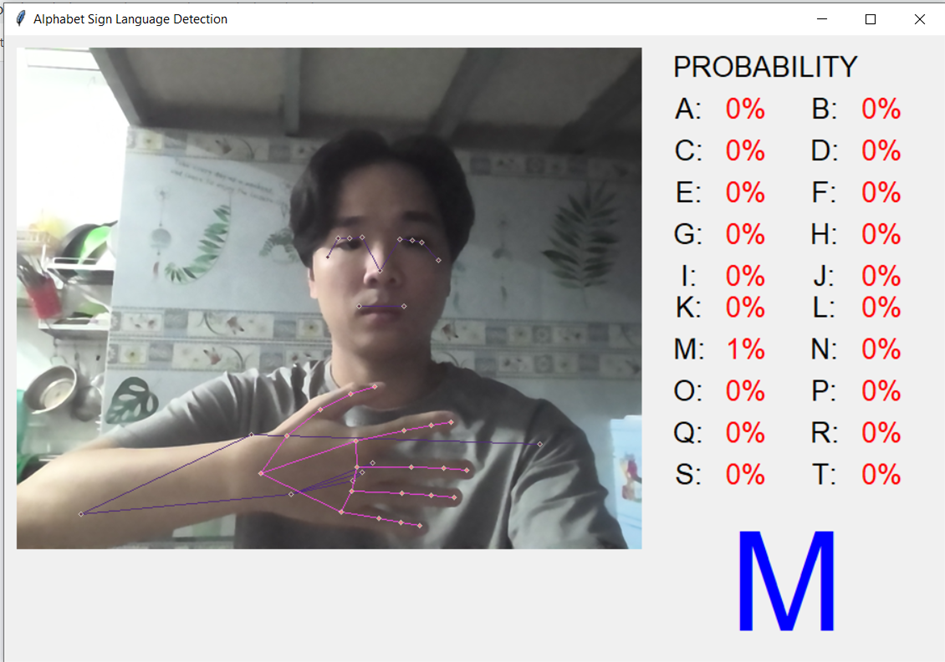 Alphabet Sign Language Detection
PROBABILITY
A: 0% B: 0%
C: 0% D: 0%
E: 0% F: 0%
G: 0% H: 0%
I: 0% J: 0%
K: 0% L: 0%
M: 1% N: 0%
O: 0% P: 0%
Q: 0% R: 0%
S: 0% T: 0%
M